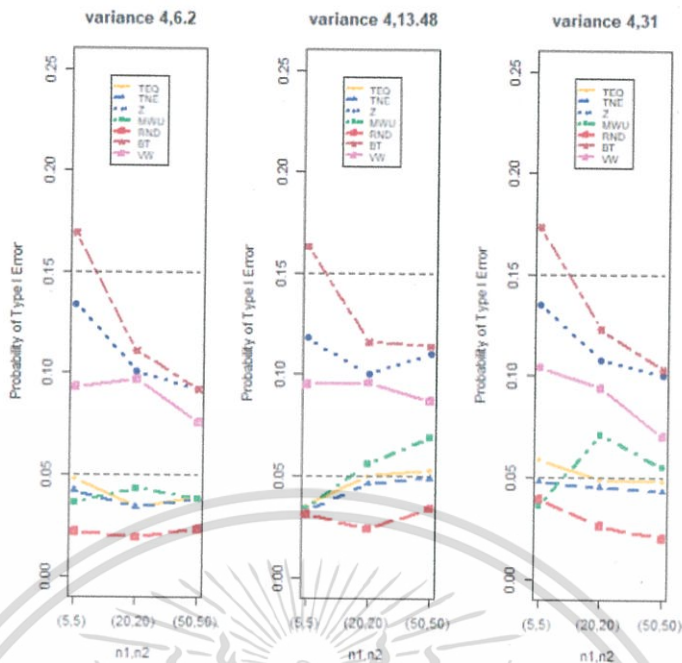 variance 4,6.2
Probability of Type I Error
0.25
0.20
0.15
0.10
0.05
0.00
TEQ
TNE
Z
MWU
RND
BT
VW
(5,5) (20,20) (50,50)
n1,n2
variance 4,13.48
Probability of Type I Error
0.25
0.20
0.15
0.10
0.05
0.00
TEQ
TNE
Z
MWU
RND
BT
VW
(5,5) (20,20) (50,50)
n1,n2
variance 4,31
Probability of Type I Error
0.25
0.20
0.15
0.10
0.05
0.00
TEQ
TNE
Z
MWU
RND
BT
VW
(5,5) (20,20) (50,50)
n1,n2